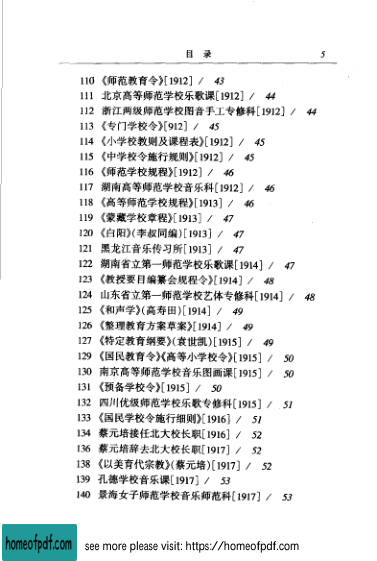 目　录　5
110 《师范教育令》[1912] / 43
111 北京高等师范学校乐歌课[1912] / 44
112 浙江两级师范学校图音手工专修科[1912] / 44
113 《专门学校令》[912] / 45
114 《小学校教则及课程表》[1912] / 45
115 《中学校令施行规则》[1912] / 45
116 《师范学校规程》[1912] / 46
117 湖南高等师范学校音乐科[1912] / 46
118 《高等师范学校规程》[1913] / 46
119 《蒙藏学校章程》[1913] / 47
120 《白阳》(李叔同编)[1913] / 47
121 黑龙江音乐传习所[1913] / 47
122 湖南省立第一师范学校乐歌课[1914] / 47
123 《教授要目编纂会规程令》[1914] / 48
124 山东省立第一师范学校艺体专修科[1914] / 48
125 《和声学》(高寿田)[1914] / 49
126 《整理教育方案草案》[1914] / 49
127 《特定教育纲要》(袁世凯)[1915] / 49
129 《国民教育令》《高等小学校令》[1915] / 50
130 南京高等师范学校音乐图画课[1915] / 50
131 《预备学校令》[1915] / 50
132 四川优级师范学校乐歌专修科[1915] / 51
133 《国民学校令施行细则》[1916] / 51
134 蔡元培接任北大校长职[1916] / 52
136 蔡元培辞去北大校长职[1917] / 52
138 《以美育代宗教》(蔡元培)[1917] / 52
139 孔德学校音乐课[1917] / 53
140 景海女子师范学校音乐师范科[1917] / 53
homeofpdf.com see more please visit: https://homeofpdf.com